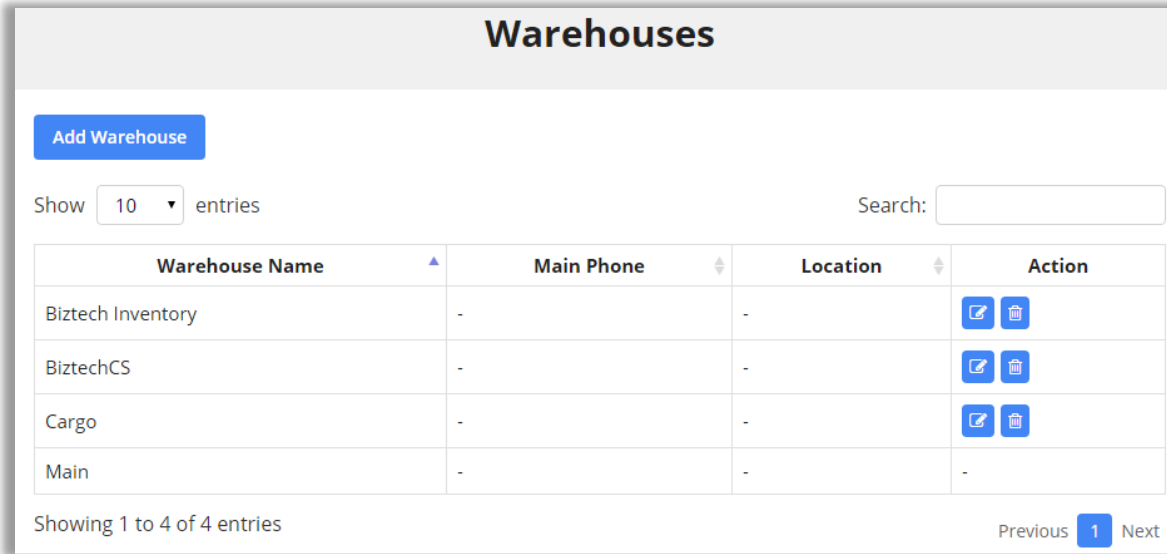 Warehouses
Add Warehouse
Show 10 entries Search:
Warehouse Name Main Phone Location Action
Biztech Inventory - -
BiztechCS - -
Cargo - -
Main - - -
Showing 1 to 4 of 4 entries Previous 1 Next